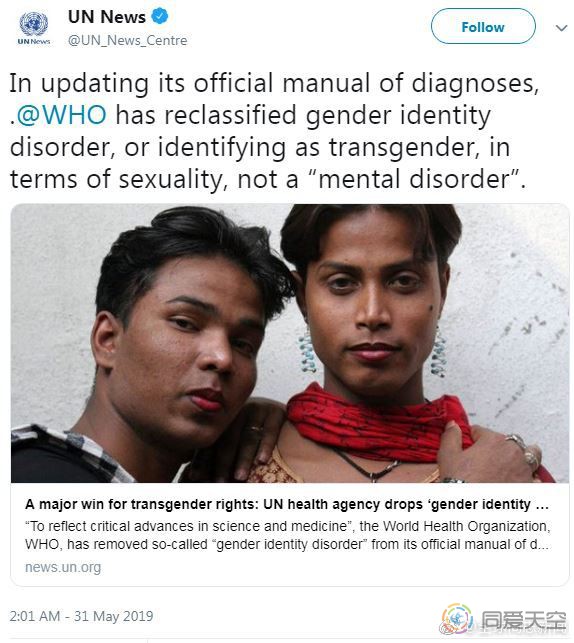 UN News
@UN_News_Centre
Follow
UN News
In updating its official manual of diagnoses,
.@WHO has reclassified gender identity
disorder, or identifying as transgender, in
terms of sexuality, not a “mental disorder”.
A major win for transgender rights: UN health agency drops ‘gender identity ...
“To reflect critical advances in science and medicine”, the World Health Organization,
WHO, has removed so-called “gender identity disorder” from its official manual of d...
news.un.org
2:01 AM - 31 May 2019
同爱天空